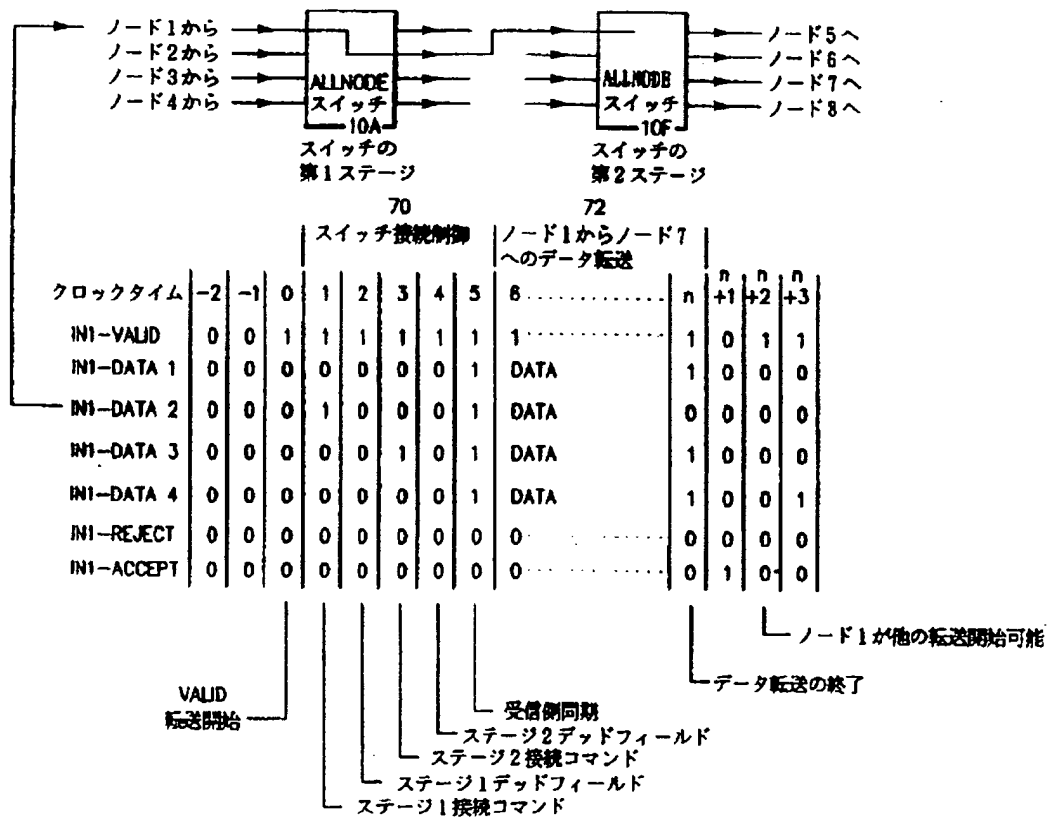 ノード1から
ノード2から
ノード3から
ノード4から
ALLNODE
スイッチ
10A
スイッチの
第1ステージ
ALLNODE
スイッチ
10F
スイッチの
第2ステージ
ノード5へ
ノード6へ
ノード7へ
ノード8へ
70
スイッチ接続制御
72
ノード1からノード7
へのデータ転送
クロックタイム -2 -1 0 1 2 3 4 5 6 n n+1 n+2 n+3
IN1-VALID 0 0 1 1 1 1 1 1 1 1 0 1 1
IN1-DATA 1 0 0 0 0 0 0 0 1 DATA 1 0 0 0
IN1-DATA 2 0 0 0 1 0 0 0 1 DATA 0 0 0 0
IN1-DATA 3 0 0 0 0 0 1 0 1 DATA 1 0 0 0
IN1-DATA 4 0 0 0 0 0 0 0 1 DATA 1 0 0 1
IN1-REJECT 0 0 0 0 0 0 0 0 0 0 0 0 0
IN1-ACCEPT 0 0 0 0 0 0 0 0 0 0 1 0 0
ノード1が他の転送開始可能
データ転送の終了
VALID
転送開始
受信側同期
ステージ2デッドフィールド
ステージ2接続コマンド
ステージ1デッドフィールド
ステージ1接続コマンド